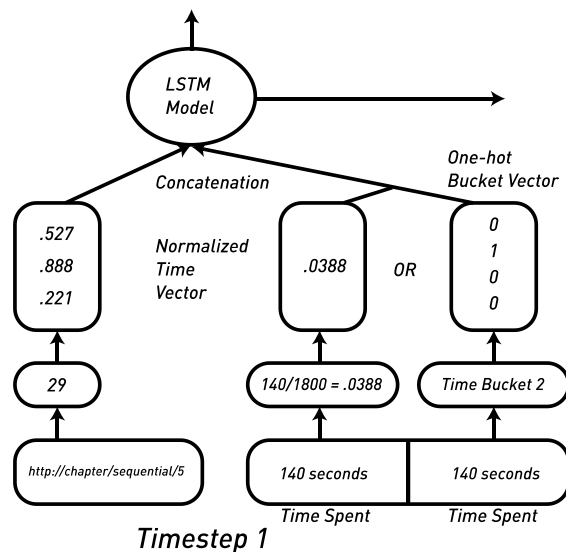 LSTM
Model
Concatenation
One-hot
Bucket Vector
.527
.888
.221
Normalized
Time
Vector
.0388
OR
0
1
0
0
29
140/1800 = .0388
Time Bucket 2
http://chapter/sequential/5
140 seconds
140 seconds
Time Spent
Time Spent
Timestep 1